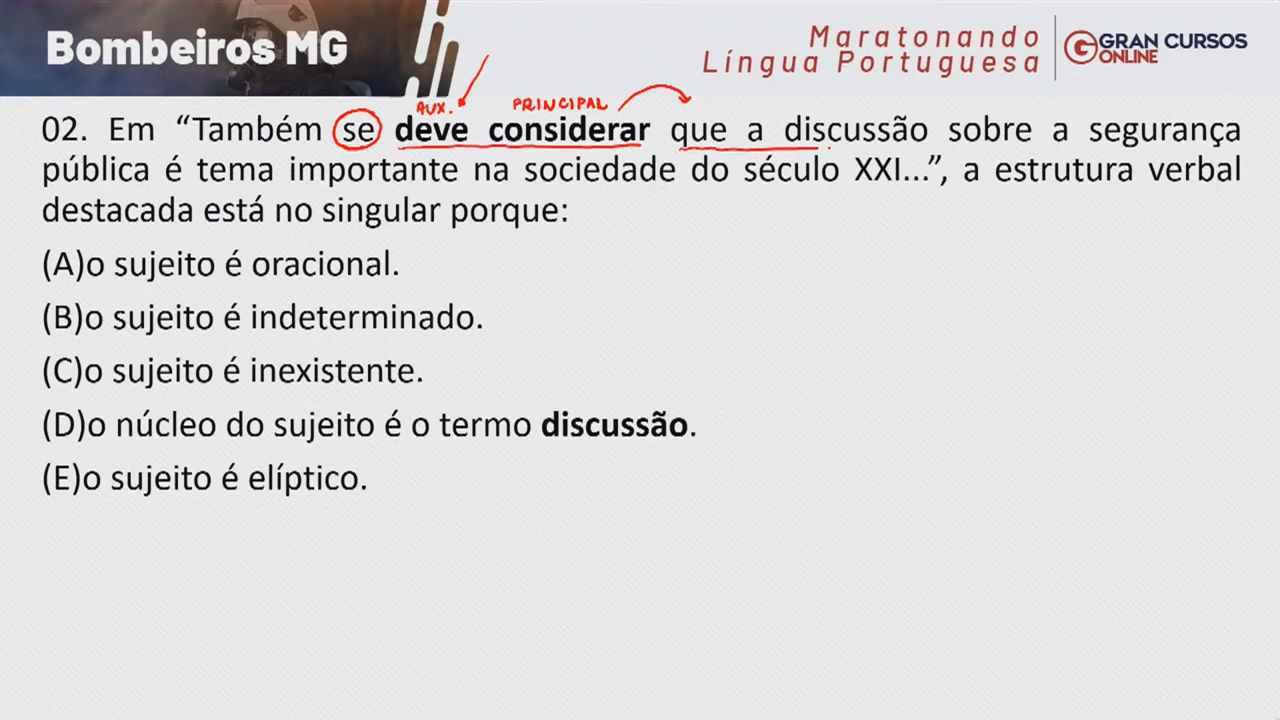 Bombeiros MG
Maratonando
Língua Portuguesa
GRAN CURSOS
ONLINE
AUX. PRINCIPAL
02. Em “Também se deve considerar que a discussão sobre a segurança
pública é tema importante na sociedade do século XXI...”, a estrutura verbal
destacada está no singular porque:
(A)o sujeito é oracional.
(B)o sujeito é indeterminado.
(C)o sujeito é inexistente.
(D)o núcleo do sujeito é o termo discussão.
(E)o sujeito é elíptico.